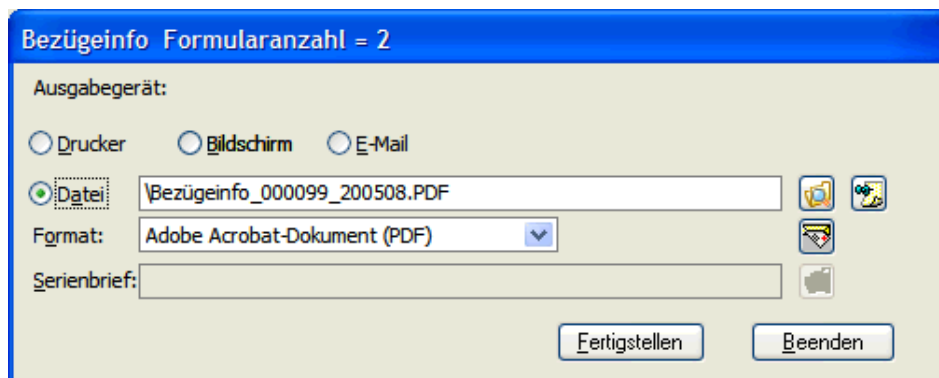 Bezügeinfo Formularanzahl = 2
Ausgabegerät:
Drucker Bildschirm E-Mail
Datei \Bezügeinfo_000099_200508.PDF
Format: Adobe Acrobat-Dokument (PDF)
Serienbrief:
Fertigstellen Beenden